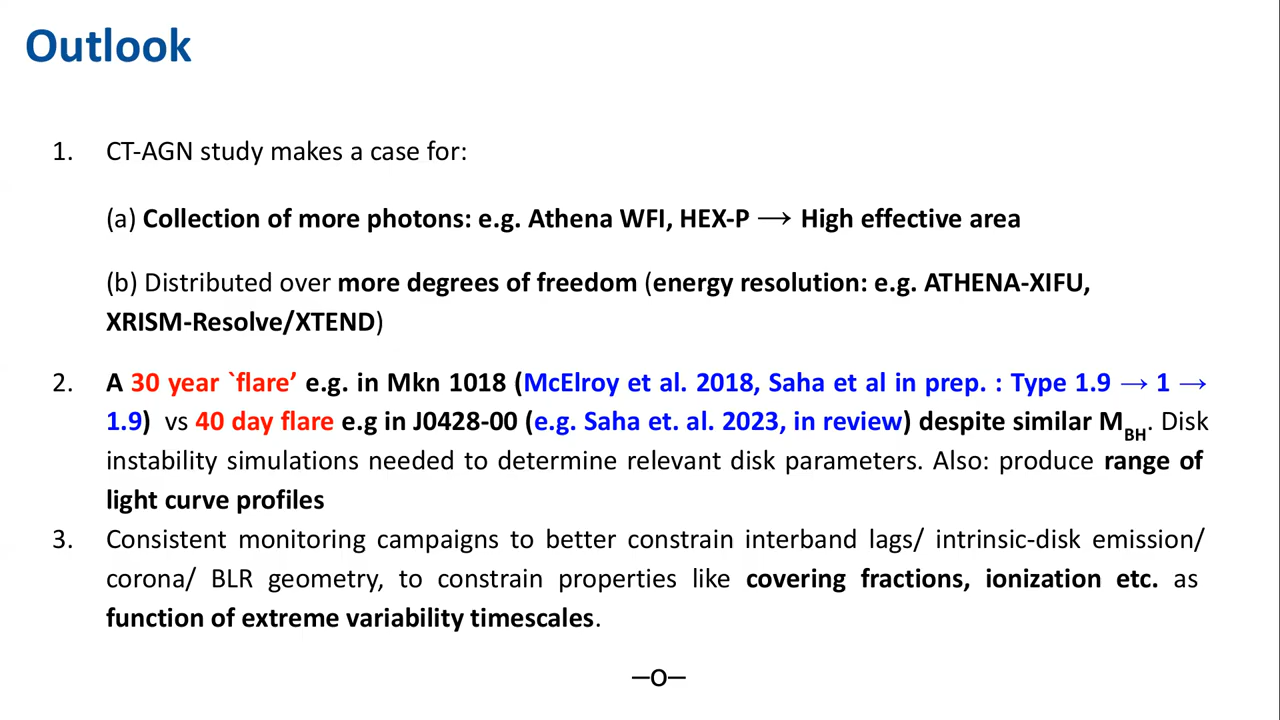 Outlook
1. CT-AGN study makes a case for:
(a) Collection of more photons: e.g. Athena WFI, HEX-P → High effective area
(b) Distributed over more degrees of freedom (energy resolution: e.g. ATHENA-XIFU,
XRISM-Resolve/XTEND)
2. A 30 year `flare’ e.g. in Mkn 1018 (McElroy et al. 2018, Saha et al in prep. : Type 1.9 → 1 →
1.9) vs 40 day flare e.g in J0428-00 (e.g. Saha et. al. 2023, in review) despite similar M_BH. Disk
instability simulations needed to determine relevant disk parameters. Also: produce range of
light curve profiles
3. Consistent monitoring campaigns to better constrain interband lags/ intrinsic-disk emission/
corona/ BLR geometry, to constrain properties like covering fractions, ionization etc. as
function of extreme variability timescales.
—O—